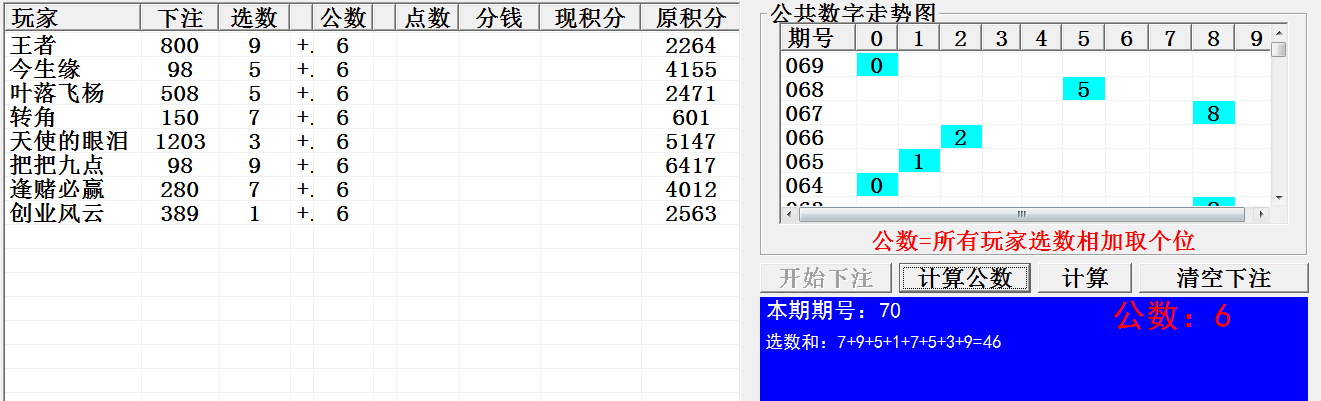 玩家 下注 选数 公数 点数 分钱 现积分 原积分
王者 800 9 +. 6 2264
今生缘 98 5 +. 6 4155
叶落飞杨 508 5 +. 6 2471
转角 150 7 +. 6 601
天使的眼泪 1203 3 +. 6 5147
把把九点 98 9 +. 6 6417
逢赌必赢 280 7 +. 6 4012
创业风云 389 1 +. 6 2563
公共数字走势图
期号 0 1 2 3 4 5 6 7 8 9
069 0
068 5
067 8
066 2
065 1
064 0
公数=所有玩家选数相加取个位
开始下注 计算公数 计算 清空下注
本期期号：70 公数：6
选数和：7+9+5+1+7+5+3+9=46